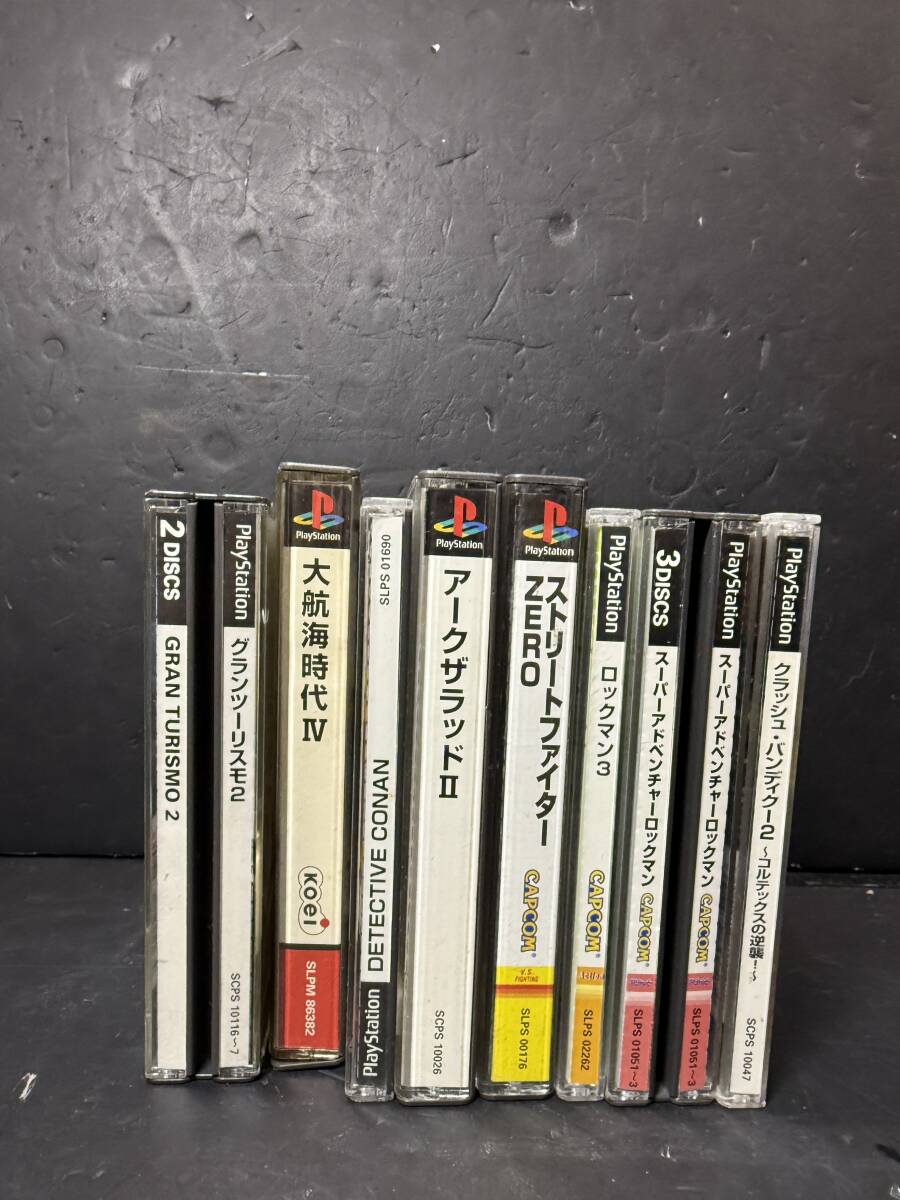 2 DISCS
GRAN TURISMO 2
PlayStation
グランツーリスモ2
SCPS 10116〜7
PlayStation
大航海時代IV
KOEI
SLPM 86382
SLPS 01690
DETECTIVE CONAN
PlayStation
PlayStation
アークザラッドII
SCPS 10026
PlayStation
ストリートファイター
ZERO
CAPCOM®
V.S.
FIGHTING
SLPS 00176
PlayStation
ロックマン3
CAPCOM®
Action
SLPS 02262
3 DISCS
スーパーアドベンチャーロックマン
CAPCOM®
SLPS 01051〜3
PlayStation
スーパーアドベンチャーロックマン
CAPCOM®
SLPS 01051〜3
PlayStation
クラッシュ・バンディクー2 〜コルテックスの逆襲!〜
SCPS 10047